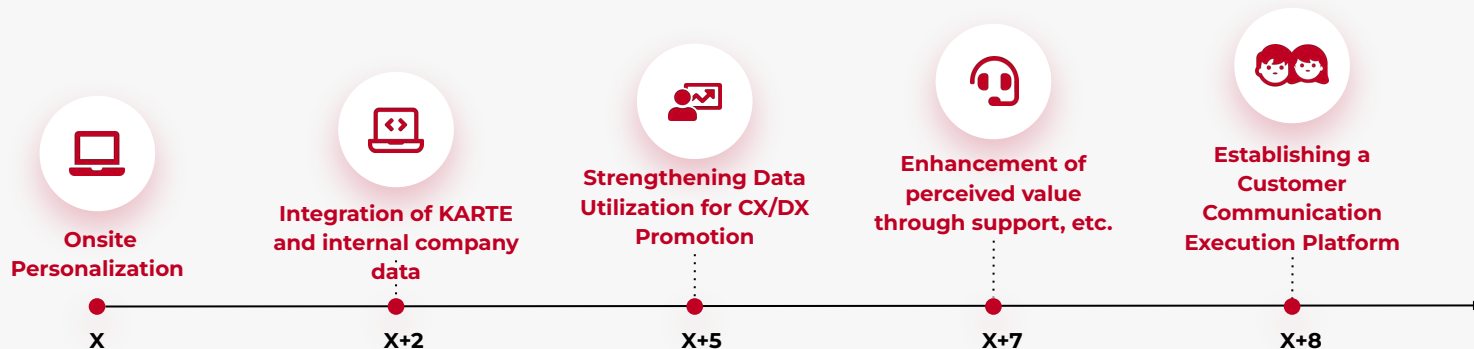 Onsite
Personalization
Integration of KARTE
and internal company
data
Strengthening Data
Utilization for CX/DX
Promotion
Enhancement of
perceived value
through support, etc.
Establishing a
Customer
Communication
Execution Platform
X
X+2
X+5
X+7
X+8